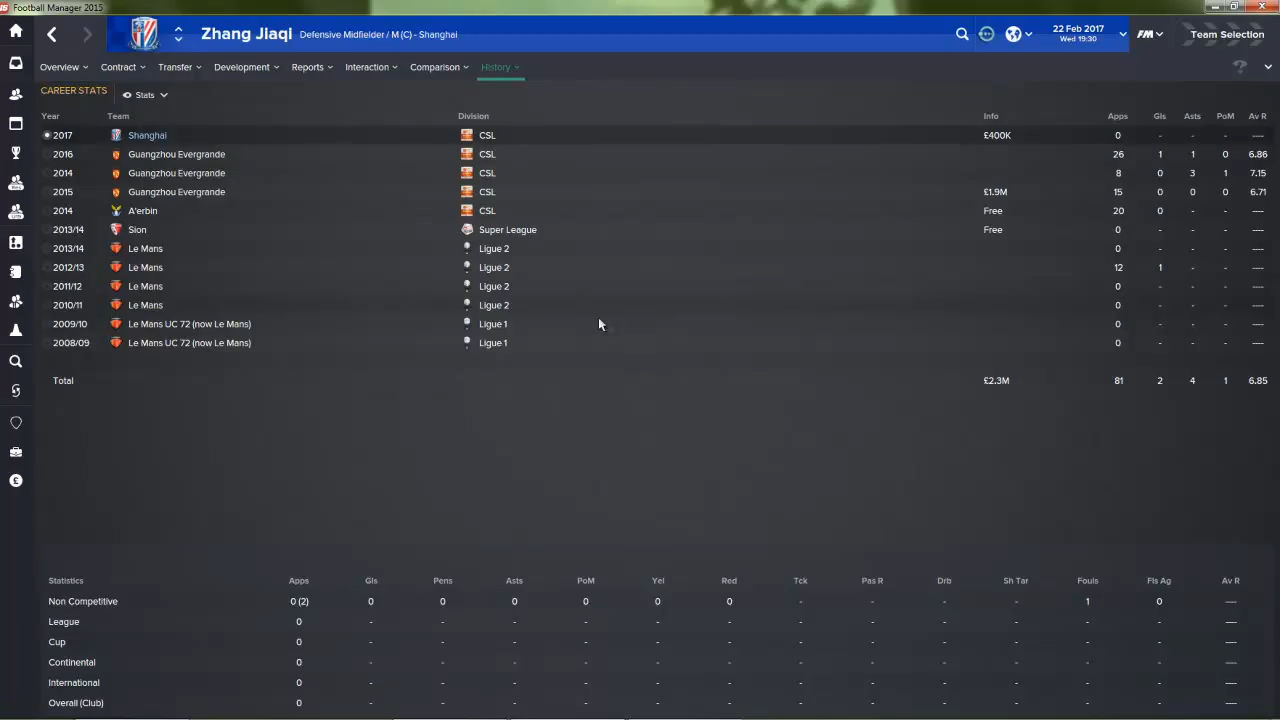 Football Manager 2015
Zhang Jiaqi Defensive Midfielder / M (C) - Shanghai 22 Feb 2017 Wed 19:30 FM Team Selection
Overview Contract Transfer Development Reports Interaction Comparison History
CAREER STATS Stats
Year Team Division Info Apps Gls Asts PoM Av R
2017 Shanghai CSL £400K 0 - - - ----
2016 Guangzhou Evergrande CSL 26 1 1 0 6.86
2014 Guangzhou Evergrande CSL 8 0 3 1 7.15
2015 Guangzhou Evergrande CSL £1.9M 15 0 0 0 6.71
2014 A'erbin CSL Free 20 0 - - ----
2013/14 Sion Super League Free 0 - - - ----
2013/14 Le Mans Ligue 2 0 - - - ----
2012/13 Le Mans Ligue 2 12 1 - - ----
2011/12 Le Mans Ligue 2 0 - - - ----
2010/11 Le Mans Ligue 2 0 - - - ----
2009/10 Le Mans UC 72 (now Le Mans) Ligue 1 0 - - - ----
2008/09 Le Mans UC 72 (now Le Mans) Ligue 1 0 - - - ----
Total £2.3M 81 2 4 1 6.85
Statistics Apps Gls Pens Asts PoM Yel Red Tck Pas R Drb Sh Tar Fouls Fls Ag Av R
Non Competitive 0 (2) 0 0 0 0 0 0 - - - - 1 0 ----
League 0 - - - - - - - - - - - - ----
Cup 0 - - - - - - - - - - - - ----
Continental 0 - - - - - - - - - - - - ----
International 0 - - - - - - - - - - - - ----
Overall (Club) 0 - - - - - - - - - - - - ----